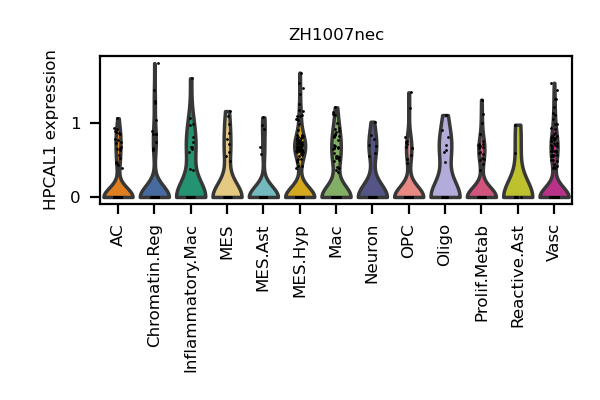 ZH1007nec
HPCAL1 expression
1
0
AC
Chromatin.Reg
Inflammatory.Mac
MES
MES.Ast
MES.Hyp
Mac
Neuron
OPC
Oligo
Prolif.Metab
Reactive.Ast
Vasc